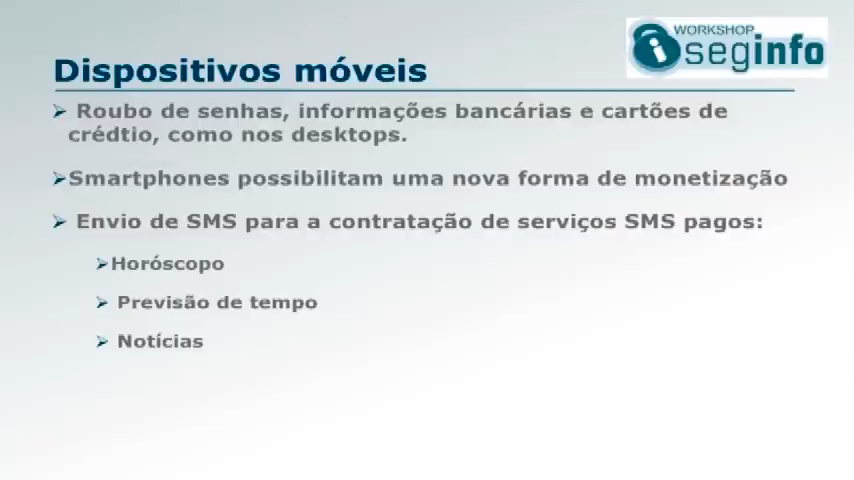 WORKSHOP
seginfo
Dispositivos móveis
➢ Roubo de senhas, informações bancárias e cartões de
crédtio, como nos desktops.
➢Smartphones possibilitam uma nova forma de monetização
➢ Envio de SMS para a contratação de serviços SMS pagos:
➢Horóscopo
➢ Previsão de tempo
➢ Notícias